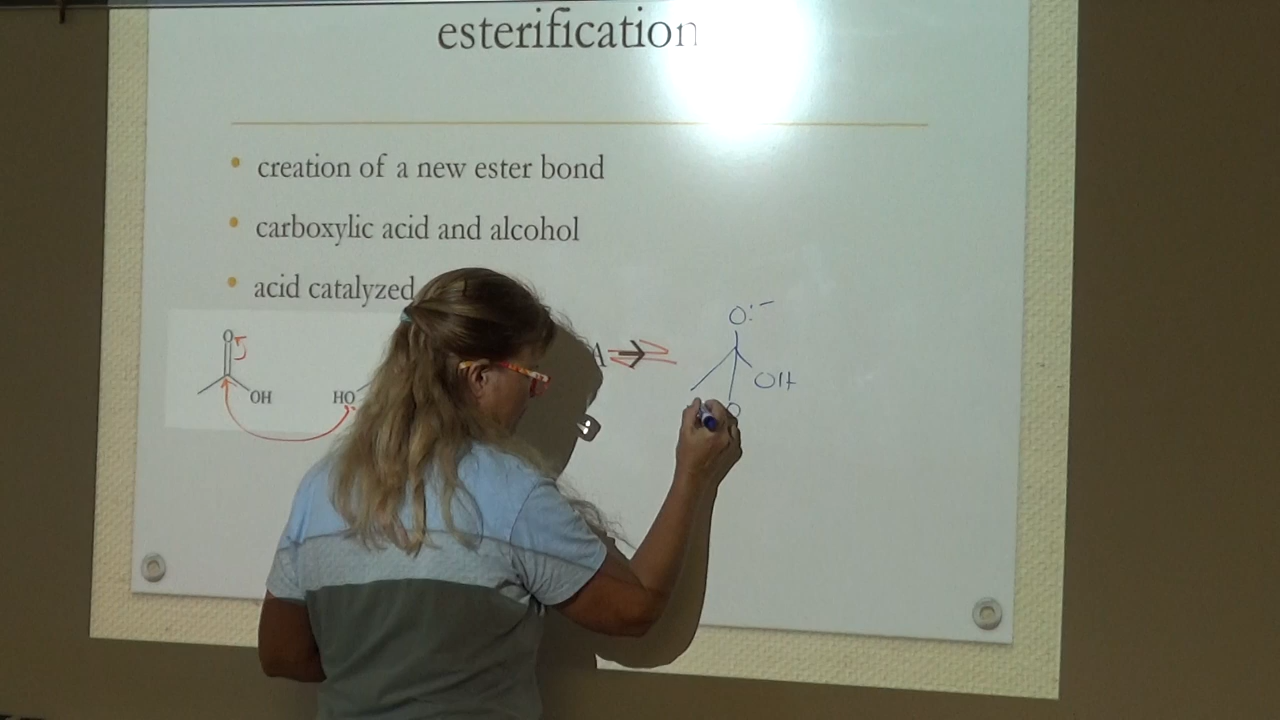 esterification
creation of a new ester bond
carboxylic acid and alcohol
acid catalyzed
O
OH
HO
O:⁻
OH
O